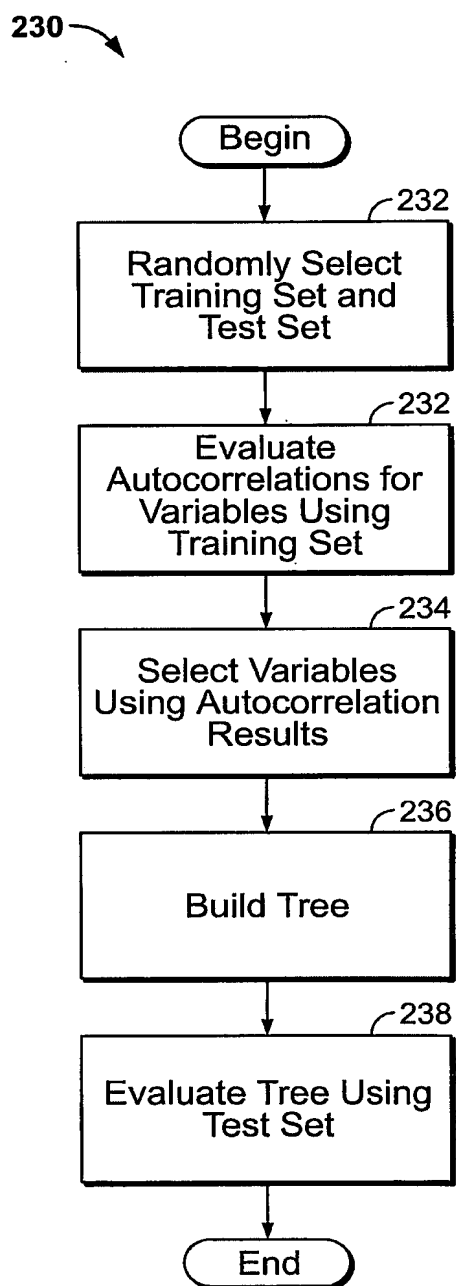 230
Begin
232
Randomly Select
Training Set and
Test Set
232
Evaluate
Autocorrelations for
Variables Using
Training Set
234
Select Variables
Using Autocorrelation
Results
236
Build Tree
238
Evaluate Tree Using
Test Set
End